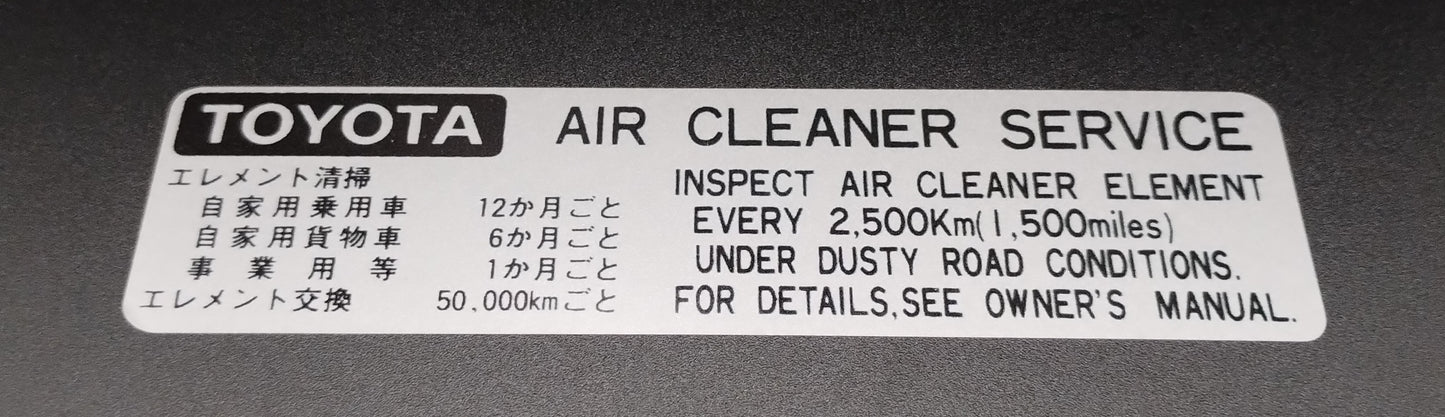 TOYOTA AIR CLEANER SERVICE
エレメント清掃
自家用乗用車 12か月ごと
自家用貨物車 6か月ごと
事業用等 1か月ごと
エレメント交換 50,000kmごと
INSPECT AIR CLEANER ELEMENT
EVERY 2,500Km(1,500miles)
UNDER DUSTY ROAD CONDITIONS.
FOR DETAILS,SEE OWNER'S MANUAL.